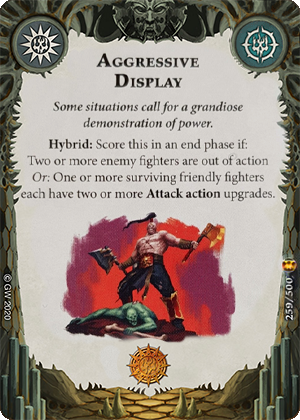 AGGRESSIVE
DISPLAY
Some situations call for a grandiose
demonstration of power.
Hybrid: Score this in an end phase if:
Two or more enemy fighters are out of action
Or: One or more surviving friendly fighters
each have two or more Attack action upgrades.
© GW 2020
259/500